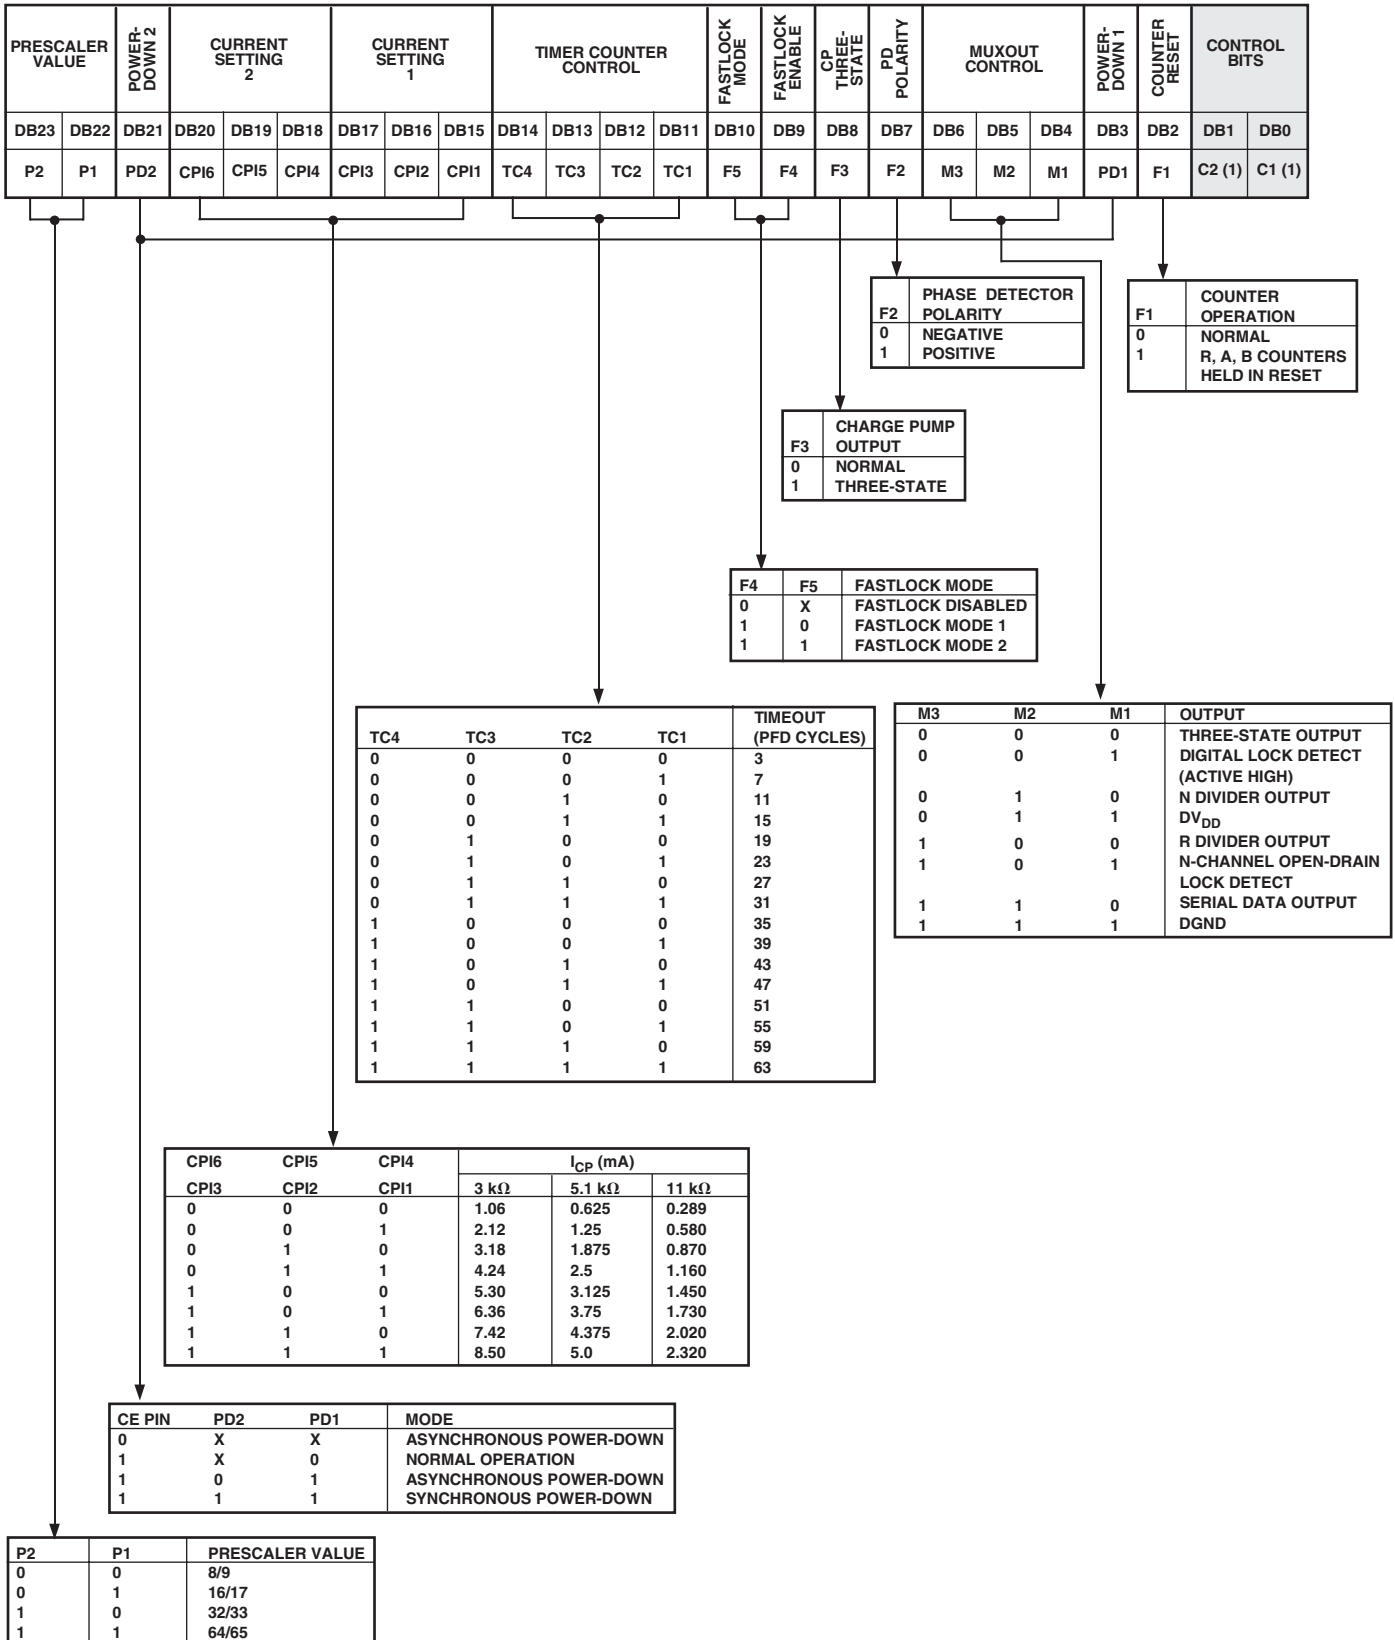 PRESCALER VALUE
POWER-DOWN 2
CURRENT SETTING 2
CURRENT SETTING 1
TIMER COUNTER CONTROL
FASTLOCK MODE
FASTLOCK ENABLE
CP THREE-STATE
PD POLARITY
MUXOUT CONTROL
POWER-DOWN 1
COUNTER RESET
CONTROL BITS
DB23 DB22 DB21 DB20 DB19 DB18 DB17 DB16 DB15 DB14 DB13 DB12 DB11 DB10 DB9 DB8 DB7 DB6 DB5 DB4 DB3 DB2 DB1 DB0
P2 P1 PD2 CPI6 CPI5 CPI4 CPI3 CPI2 CPI1 TC4 TC3 TC2 TC1 F5 F4 F3 F2 M3 M2 M1 PD1 F1 C2 (1) C1 (1)
PHASE DETECTOR
F2 POLARITY
0 NEGATIVE
1 POSITIVE
COUNTER
F1 OPERATION
0 NORMAL
1 R, A, B COUNTERS
HELD IN RESET
CHARGE PUMP
F3 OUTPUT
0 NORMAL
1 THREE-STATE
F4 F5 FASTLOCK MODE
0 X FASTLOCK DISABLED
1 0 FASTLOCK MODE 1
1 1 FASTLOCK MODE 2
TIMEOUT
TC4 TC3 TC2 TC1 (PFD CYCLES)
0 0 0 0 3
0 0 0 1 7
0 0 1 0 11
0 0 1 1 15
0 1 0 0 19
0 1 0 1 23
0 1 1 0 27
0 1 1 1 31
1 0 0 0 35
1 0 0 1 39
1 0 1 0 43
1 0 1 1 47
1 1 0 0 51
1 1 0 1 55
1 1 1 0 59
1 1 1 1 63
M3 M2 M1 OUTPUT
0 0 0 THREE-STATE OUTPUT
0 0 1 DIGITAL LOCK DETECT
(ACTIVE HIGH)
0 1 0 N DIVIDER OUTPUT
0 1 1 DVDD
1 0 0 R DIVIDER OUTPUT
1 0 1 N-CHANNEL OPEN-DRAIN
LOCK DETECT
1 1 0 SERIAL DATA OUTPUT
1 1 1 DGND
CPI6 CPI5 CPI4 ICP (mA)
CPI3 CPI2 CPI1 3 kΩ 5.1 kΩ 11 kΩ
0 0 0 1.06 0.625 0.289
0 0 1 2.12 1.25 0.580
0 1 0 3.18 1.875 0.870
0 1 1 4.24 2.5 1.160
1 0 0 5.30 3.125 1.450
1 0 1 6.36 3.75 1.730
1 1 0 7.42 4.375 2.020
1 1 1 8.50 5.0 2.320
CE PIN PD2 PD1 MODE
0 X X ASYNCHRONOUS POWER-DOWN
1 X 0 NORMAL OPERATION
1 0 1 ASYNCHRONOUS POWER-DOWN
1 1 1 SYNCHRONOUS POWER-DOWN
P2 P1 PRESCALER VALUE
0 0 8/9
0 1 16/17
1 0 32/33
1 1 64/65